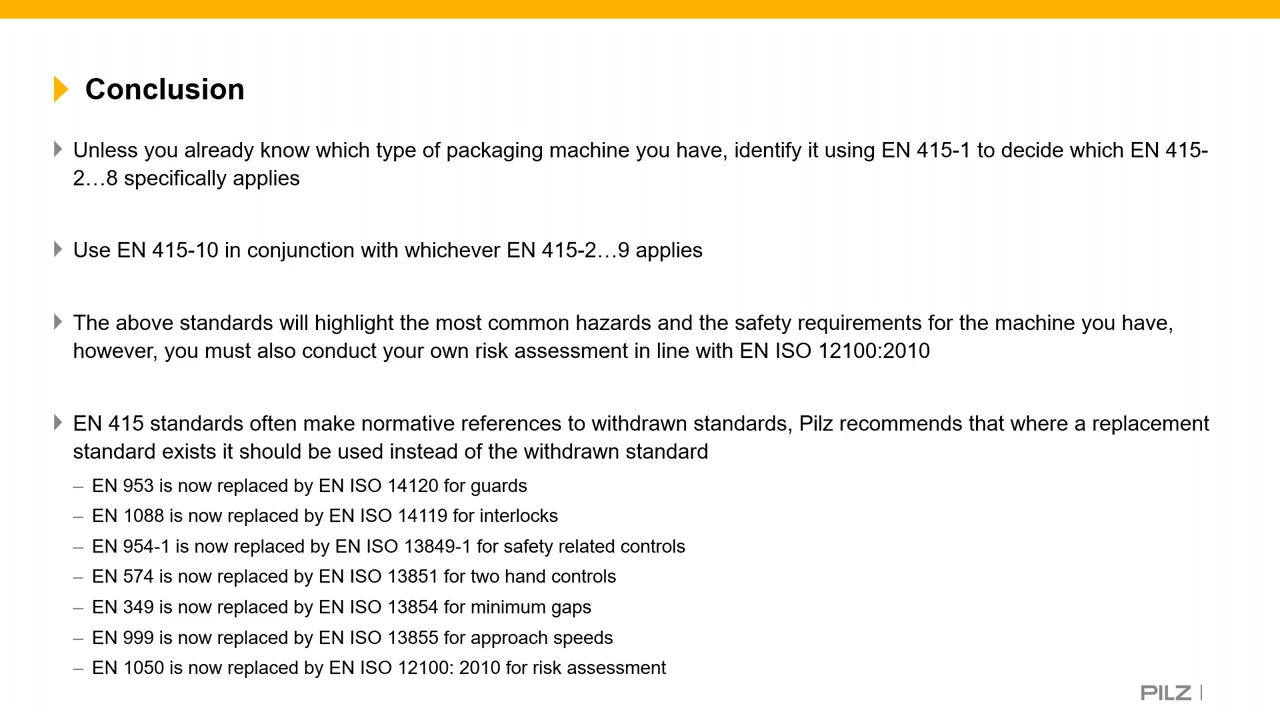 Conclusion
Unless you already know which type of packaging machine you have, identify it using EN 415-1 to decide which EN 415-
2…8 specifically applies
Use EN 415-10 in conjunction with whichever EN 415-2…9 applies
The above standards will highlight the most common hazards and the safety requirements for the machine you have,
however, you must also conduct your own risk assessment in line with EN ISO 12100:2010
EN 415 standards often make normative references to withdrawn standards, Pilz recommends that where a replacement
standard exists it should be used instead of the withdrawn standard
– EN 953 is now replaced by EN ISO 14120 for guards
– EN 1088 is now replaced by EN ISO 14119 for interlocks
– EN 954-1 is now replaced by EN ISO 13849-1 for safety related controls
– EN 574 is now replaced by EN ISO 13851 for two hand controls
– EN 349 is now replaced by EN ISO 13854 for minimum gaps
– EN 999 is now replaced by EN ISO 13855 for approach speeds
– EN 1050 is now replaced by EN ISO 12100: 2010 for risk assessment
PILZ |